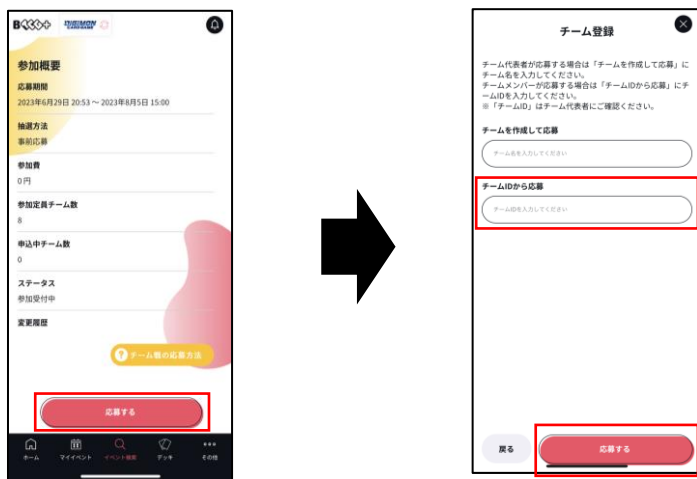 DIGIMON
参加概要
応募期間
2023年6月29日 20:53 ～ 2023年8月5日 15:00
抽選方法
事前応募
参加費
0円
参加定員チーム数
8
申込中チーム数
0
ステータス
参加受付中
変更履歴
? チーム戦の応募方法
応募する
ホーム
マイイベント
イベント検索
デッキ
その他
チーム登録
チーム代表者が応募する場合は「チームを作成して応募」に
チーム名を入力してください。
チームメンバーが応募する場合は「チームIDから応募」にチ
ームIDを入力してください。
※「チームID」はチーム代表者にご確認ください。
チームを作成して応募
チーム名を入力してください
チームIDから応募
チームIDを入力してください
戻る
応募する